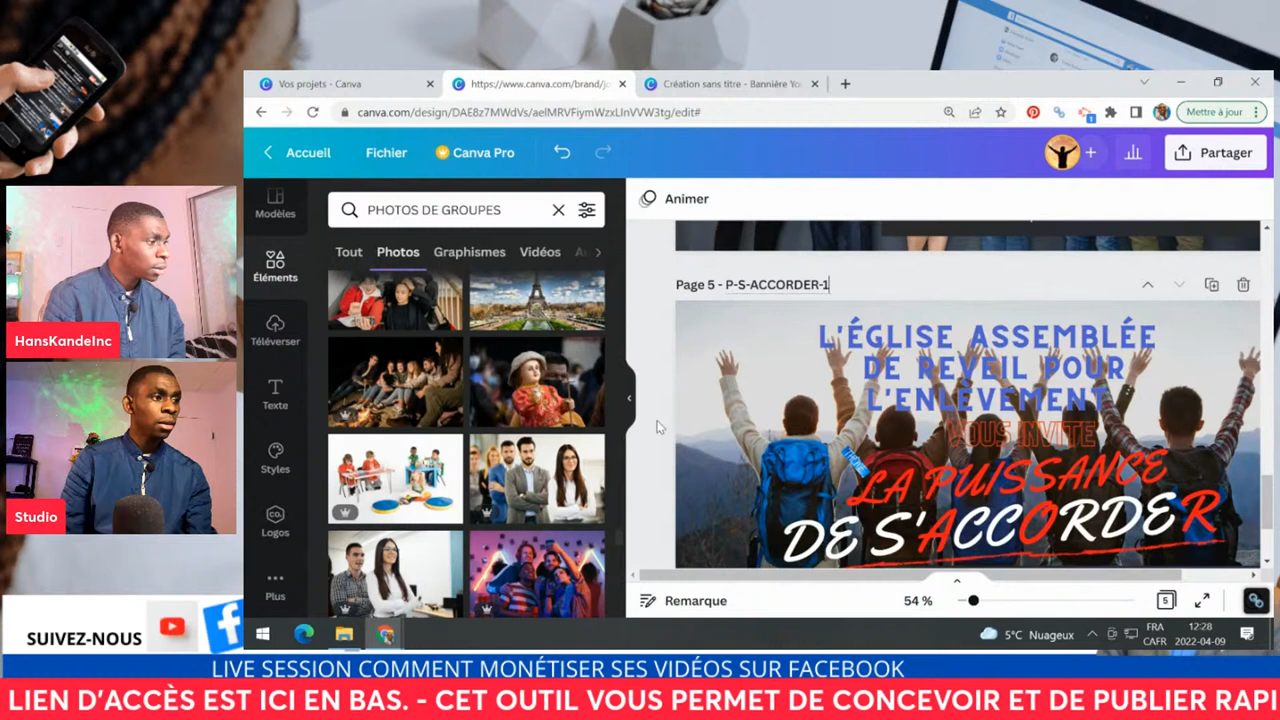 Vos projets - Canva
https://www.canva.com/brand/jo
Création sans titre - Bannière You
canva.com/design/DAE8z7MWdVs/aelMRVFiymWzxLlnVVW3tg/edit#
Mettre à jour
Accueil
Fichier
Canva Pro
Partager
Modèles
Éléments
Téléverser
Texte
Styles
Logos
Plus
PHOTOS DE GROUPES
Tout
Photos
Graphismes
Vidéos
Animer
Page 5 - P-S-ACCORDER-1
L'ÉGLISE ASSEMBLÉE
DE REVEIL POUR
L'ENLÈVEMENT
VOUS INVITE
THÈME
LA PUISSANCE
DE S'ACCORDER
Remarque
54 %
5
5°C Nuageux
FRA
CAFR
12:28
2022-04-09
HansKandeInc
Studio
SUIVEZ-NOUS
LIVE SESSION COMMENT MONÉTISER SES VIDÉOS SUR FACEBOOK
LIEN D'ACCÈS EST ICI EN BAS. - CET OUTIL VOUS PERMET DE CONCEVOIR ET DE PUBLIER RAPI